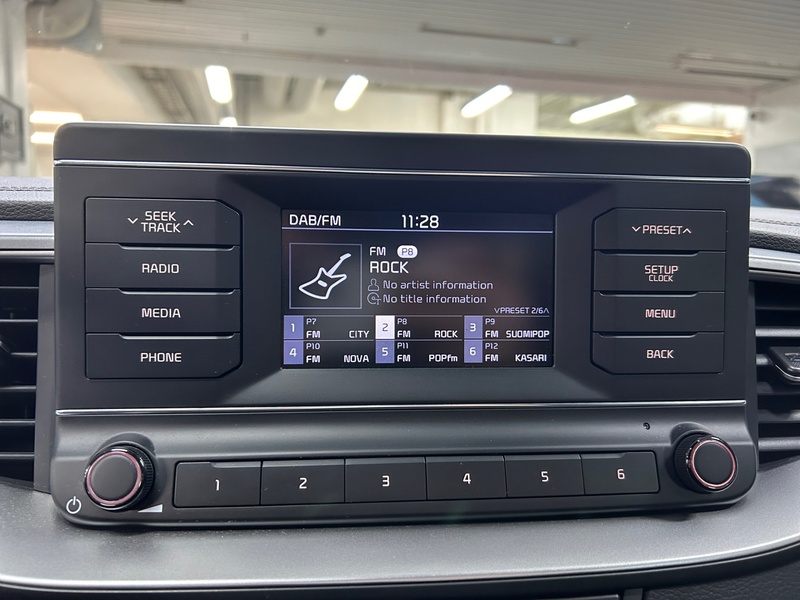 SEEK
TRACK
RADIO
MEDIA
PHONE
DAB/FM 11:28
FM P8
ROCK
No artist information
No title information
PRESET 2/6
1 P7 FM CITY
2 P8 FM ROCK
3 P9 FM SUOMIPOP
4 P10 FM NOVA
5 P11 FM POPfm
6 P12 FM KASARI
PRESET
SETUP
CLOCK
MENU
BACK
1 2 3 4 5 6